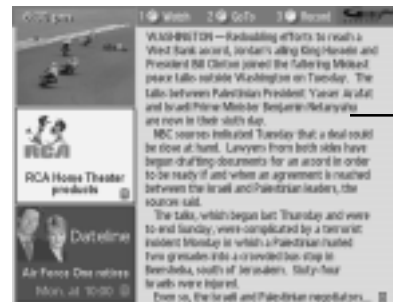 6:35 pm
1 Watch 2 GoTo 3 Record
WASHINGTON — Redoubling efforts to reach a
West Bank accord, Jordan's ailing King Hussein and
President Bill Clinton joined the faltering Mideast
peace talks outside Washington on Tuesday. The
talks between Palestinian President Yasser Arafat
and Israeli Prime Minister Benjamin Netanyahu
are now in their sixth day.
NBC sources indicated Tuesday that a deal could
be close at hand. Lawyers from both sides have
begun drafting documents for an accord in order
to be ready if and when an agreement is reached
between the Israeli and Palestinian leaders, the
sources said.
The talks, which began last Thursday and were
to end Sunday, were complicated by a terrorist
incident Monday in which a Palestinian hurled
two grenades into a crowded bus stop in
Beersheba, south of Jerusalem. Sixty-four
Israelis were injured.
Even so, the Israeli and Palestinian negotiators...
RCA
RCA Home Theater
products
Dateline
Air Force One retires
Mon. at 10:00